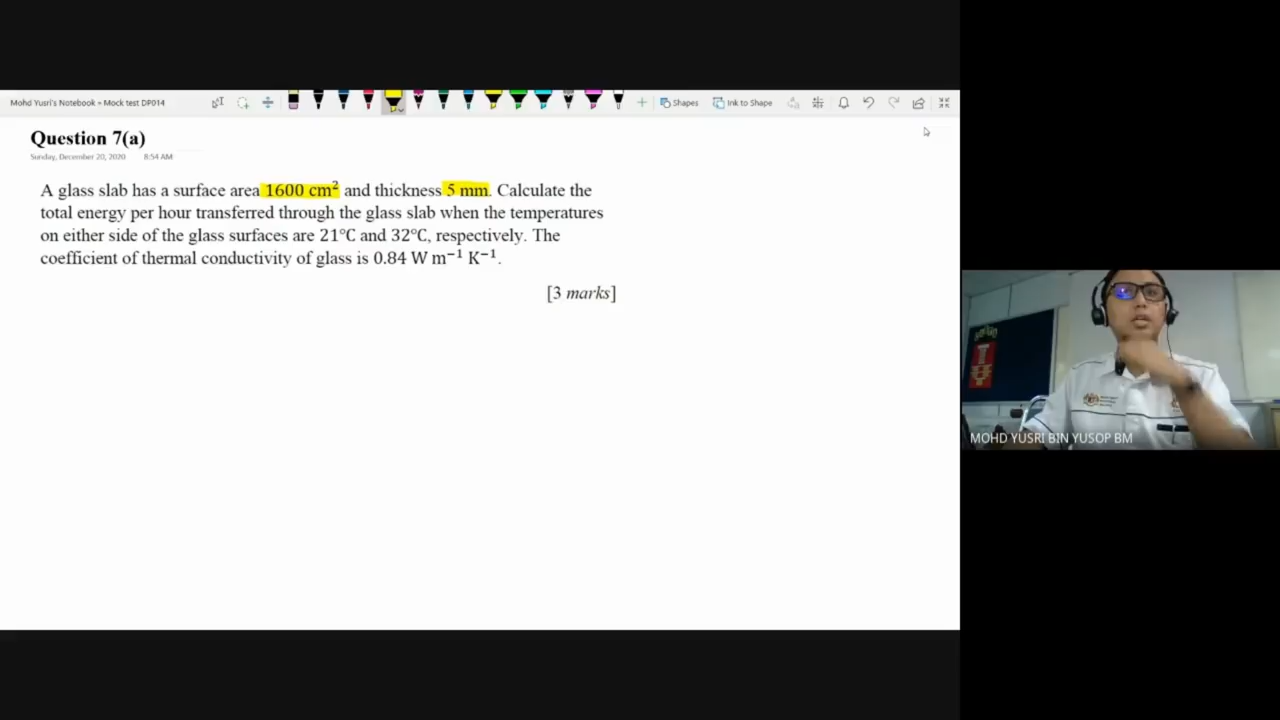 Mohd Yusri's Notebook » Mock test DP014
Shapes
Ink to Shape
Question 7(a)
Sunday, December 20, 2020 8:54 AM
A glass slab has a surface area 1600 cm² and thickness 5 mm. Calculate the
total energy per hour transferred through the glass slab when the temperatures
on either side of the glass surfaces are 21°C and 32°C, respectively. The
coefficient of thermal conductivity of glass is 0.84 W m⁻¹ K⁻¹.
[3 marks]
MOHD YUSRI BIN YUSOP BM